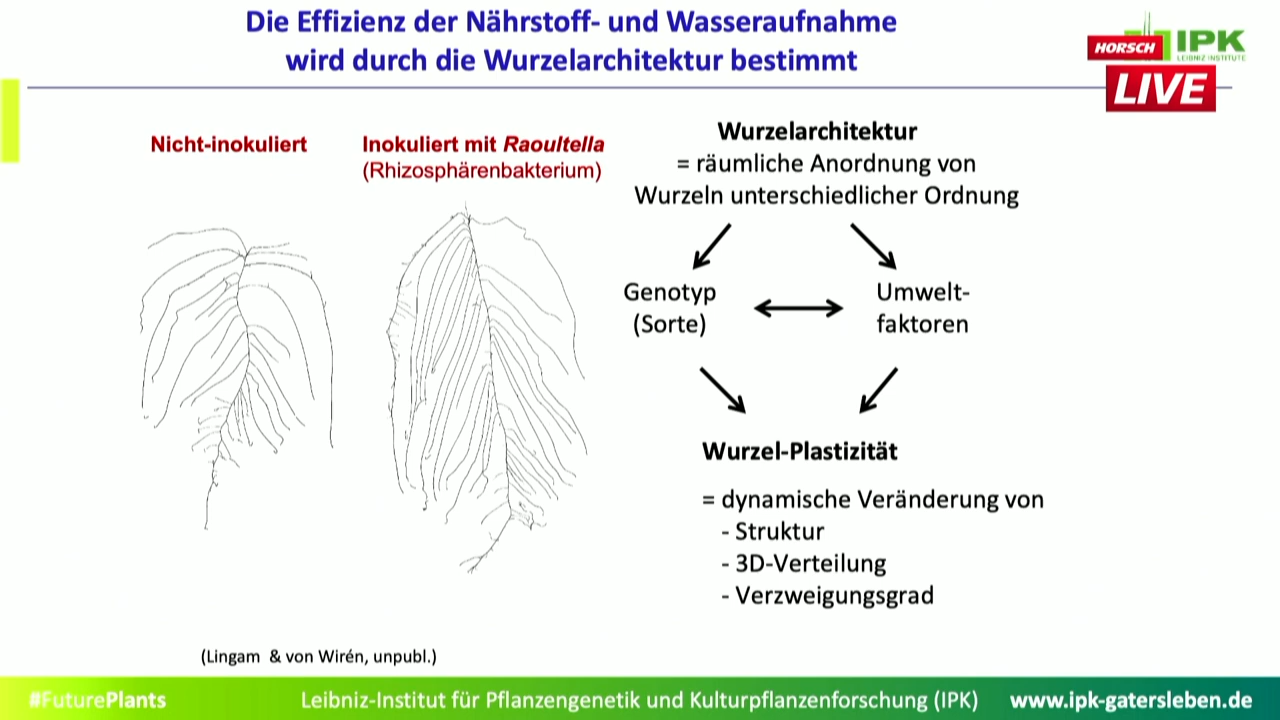 Die Effizienz der Nährstoff- und Wasseraufnahme
wird durch die Wurzelarchitektur bestimmt
HORSCH
LIVE
IPK
LEIBNIZ INSTITUTE
Nicht-inokuliert
Inokuliert mit Raoultella
(Rhizosphärenbakterium)
Wurzelarchitektur
= räumliche Anordnung von
Wurzeln unterschiedlicher Ordnung
Genotyp
(Sorte)
Umwelt-
faktoren
Wurzel-Plastizität
= dynamische Veränderung von
- Struktur
- 3D-Verteilung
- Verzweigungsgrad
(Lingam & von Wirén, unpubl.)
#FuturePlants
Leibniz-Institut für Pflanzengenetik und Kulturpflanzenforschung (IPK)
www.ipk-gatersleben.de